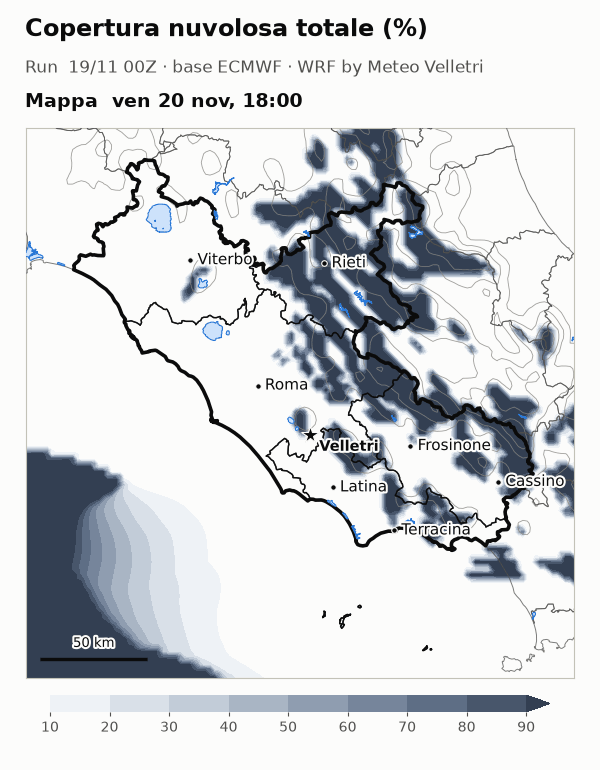 Copertura nuvolosa totale (%)
Run  19/11 00Z · base ECMWF · WRF by Meteo Velletri
Mappa  ven 20 nov, 18:00
Viterbo
Rieti
Roma
Velletri
Frosinone
Latina
Cassino
Terracina
50 km
10 20 30 40 50 60 70 80 90